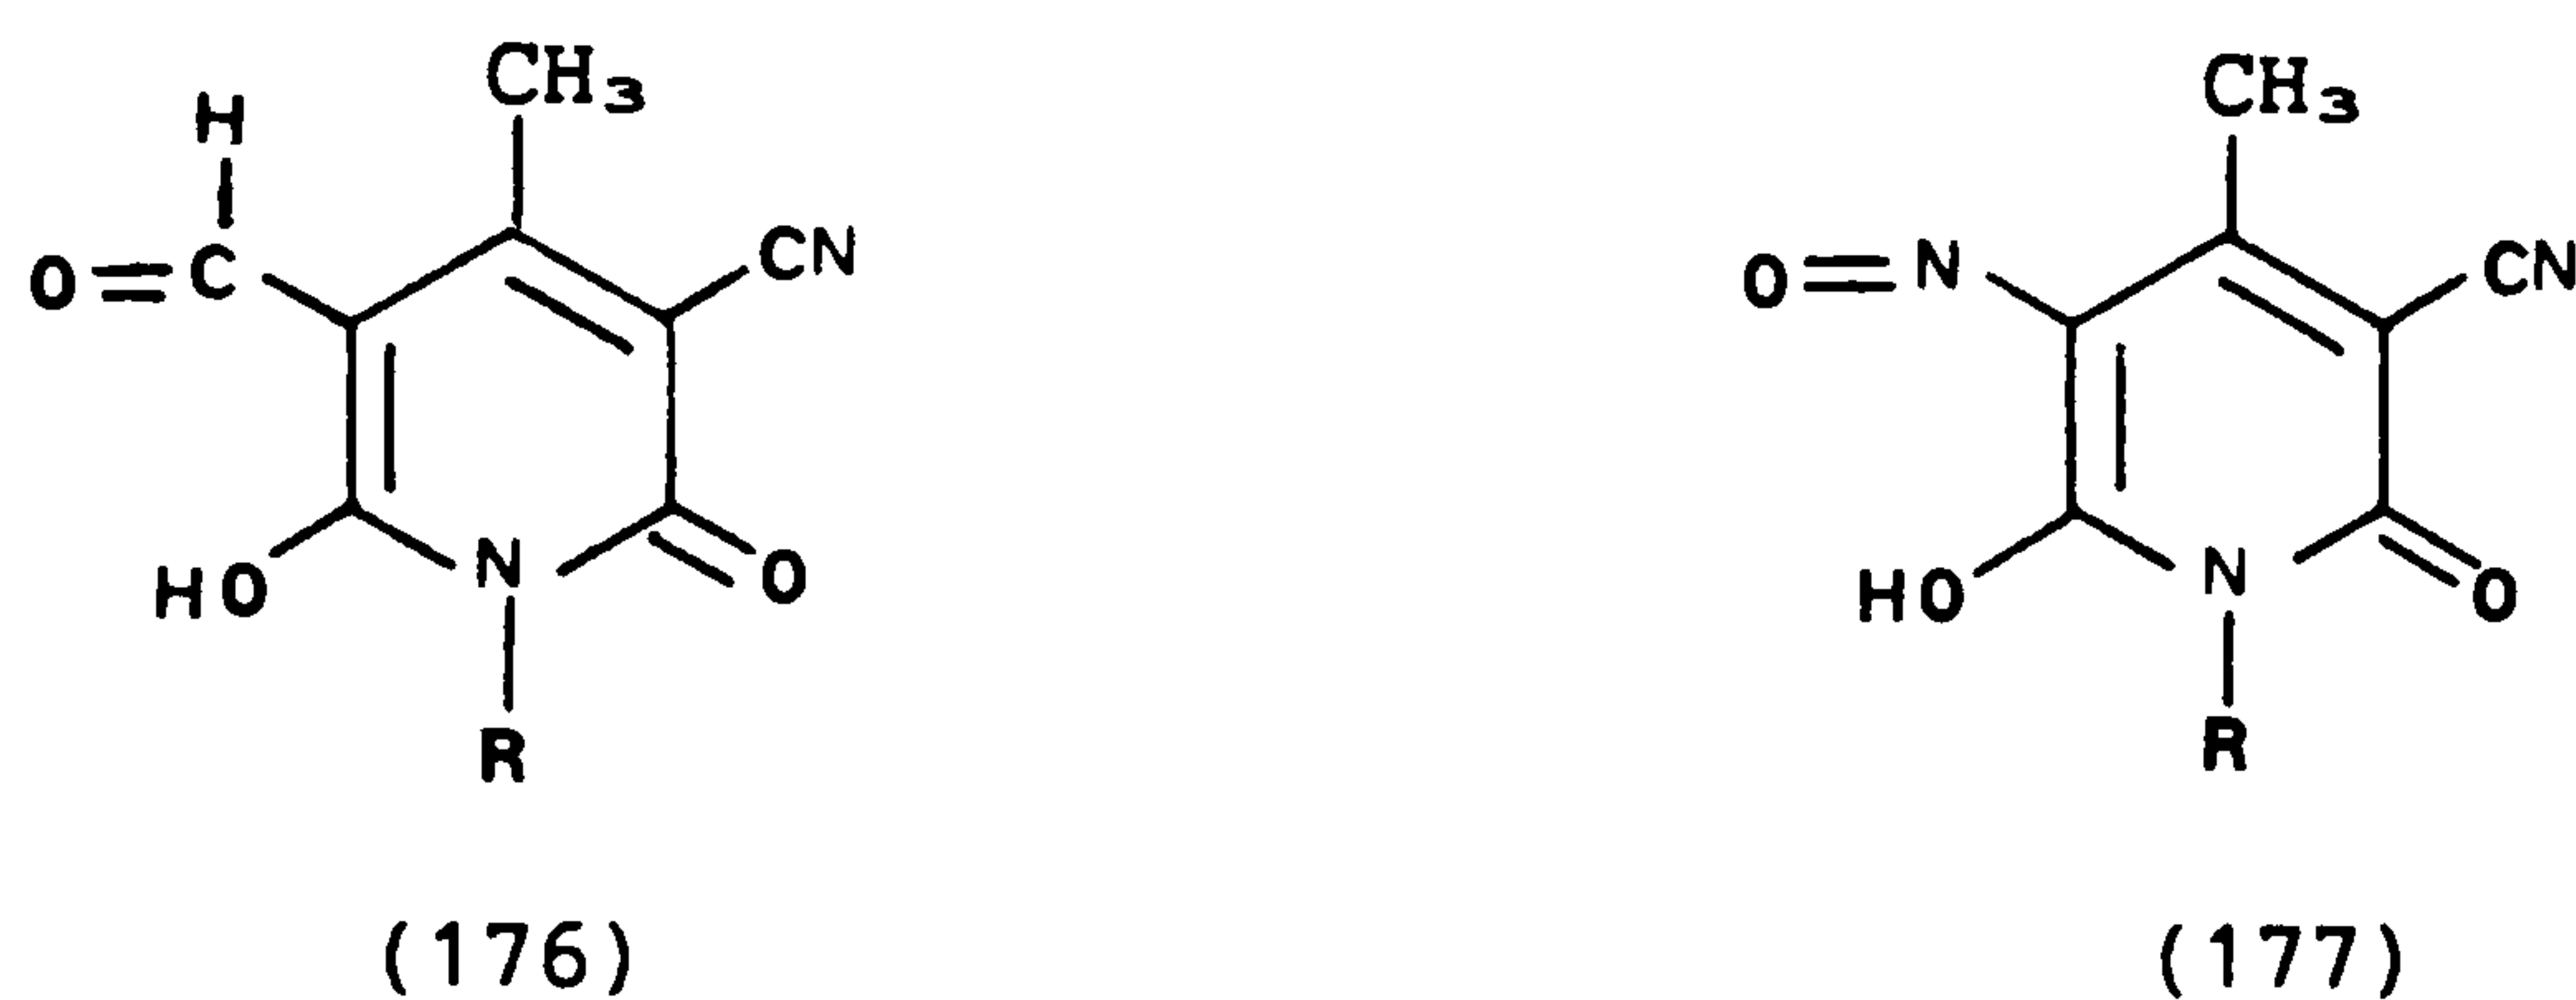 CH3 CH3
H
O=C CN O=N CN
HO N O HO N O
R R
(176) (177)